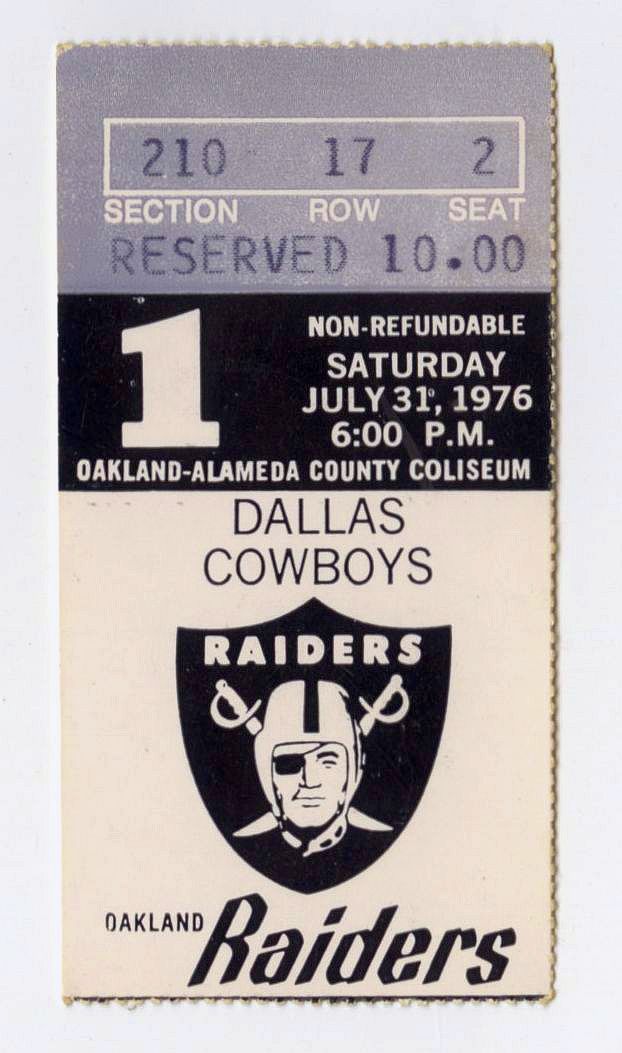 210 17 2
SECTION ROW SEAT
RESERVED 10.00
1
NON-REFUNDABLE
SATURDAY
JULY 31, 1976
6:00 P.M.
OAKLAND-ALAMEDA COUNTY COLISEUM
DALLAS
COWBOYS
RAIDERS
OAKLAND Raiders